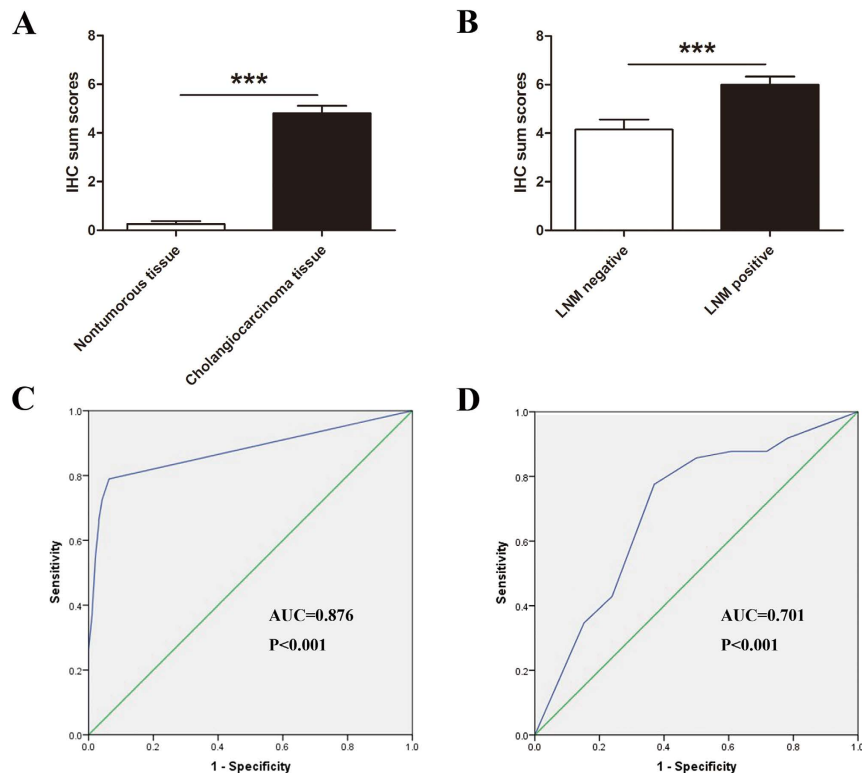 A
IHC sum scores
8
6
4
2
0
***
Nontumorous tissue
Cholangiocarcinoma tissue
B
IHC sum scores
8
6
4
2
0
***
LNM negative
LNM positive
C
Sensitivity
1.0
0.8
0.6
0.4
0.2
0.0
AUC=0.876
P<0.001
0.0 0.2 0.4 0.6 0.8 1.0
1 - Specificity
D
Sensitivity
1.0
0.8
0.6
0.4
0.2
0.0
AUC=0.701
P<0.001
0.0 0.2 0.4 0.6 0.8 1.0
1 - Specificity